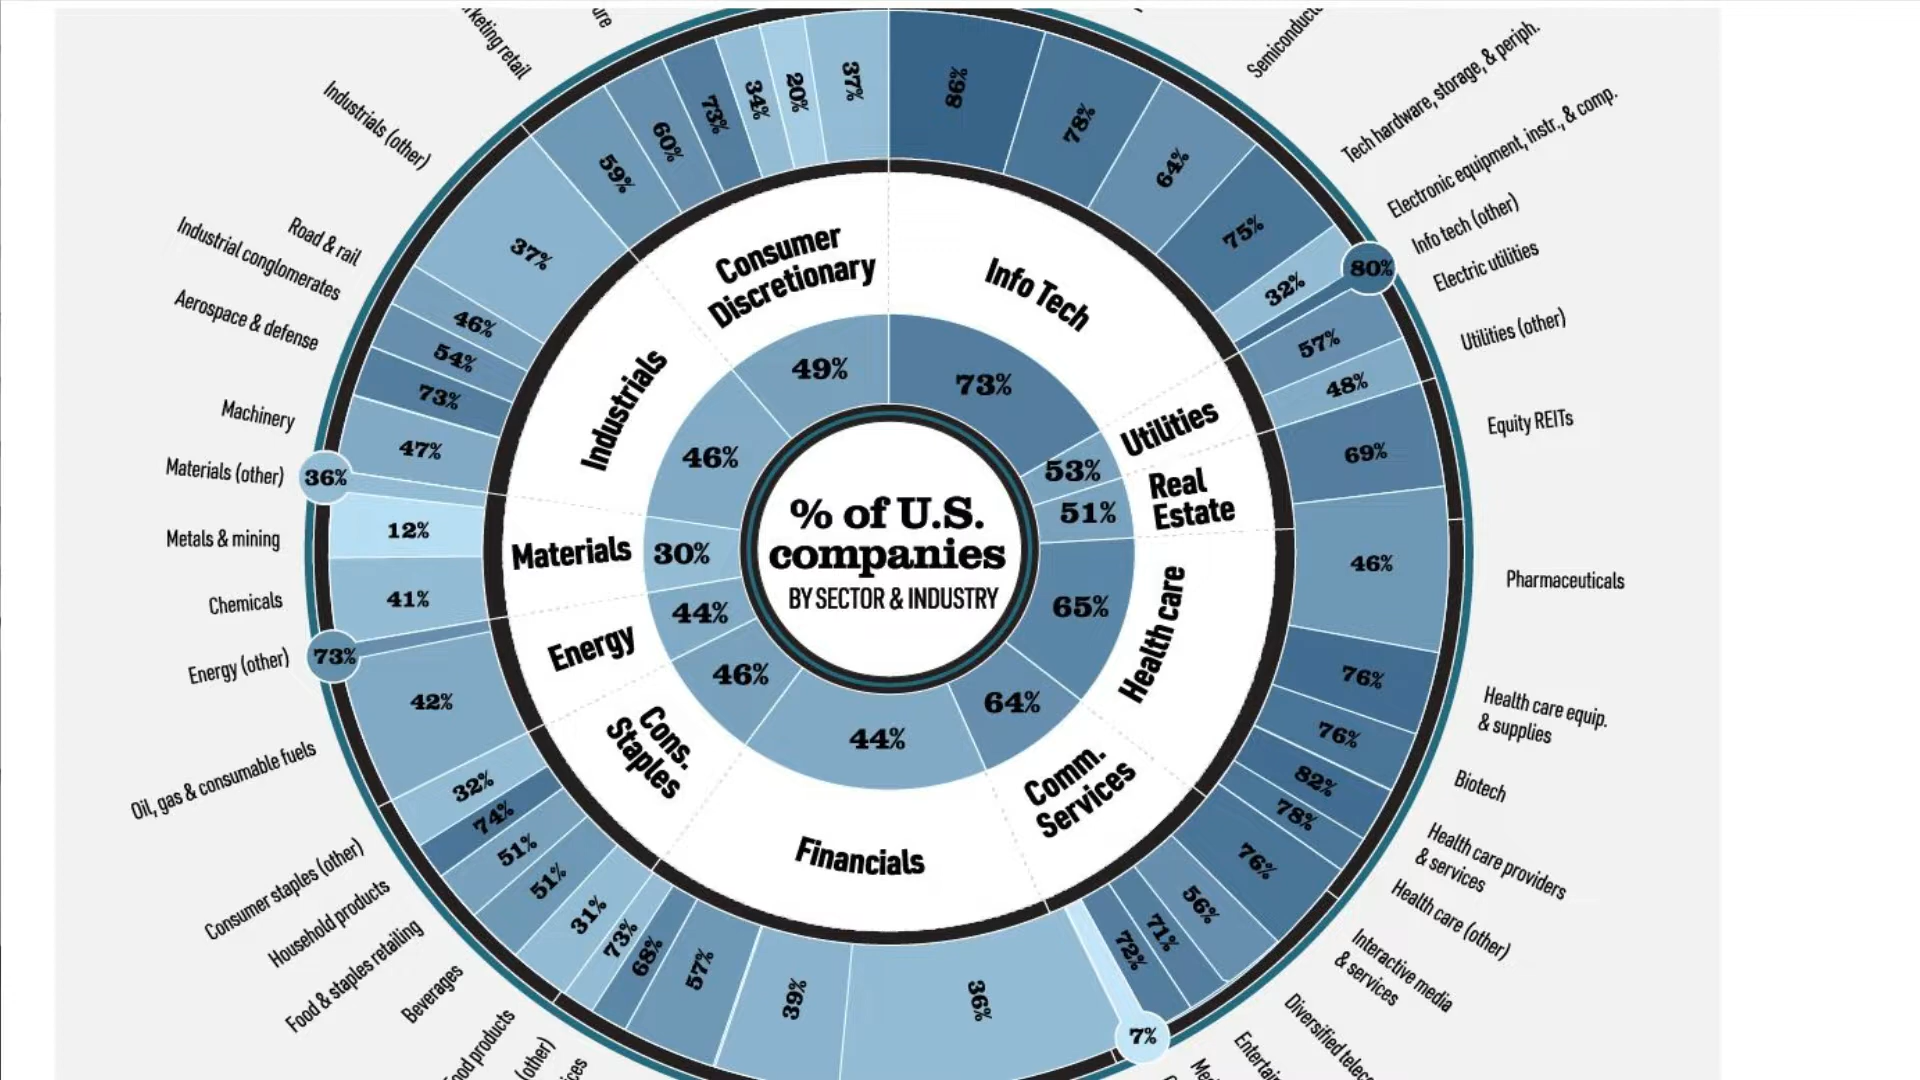 % of U.S.
companies
BY SECTOR & INDUSTRY
Info Tech
73%
Utilities
53%
Real
Estate
51%
Health care
65%
Comm.
Services
64%
Financials
44%
Cons.
Staples
46%
Energy
44%
Materials
30%
Industrials
46%
Consumer
Discretionary
49%
86%
78%
64%
75%
32%
80%
57%
48%
69%
46%
76%
76%
82%
78%
76%
56%
71%
72%
7%
36%
39%
57%
68%
73%
31%
51%
51%
74%
32%
42%
73%
41%
12%
36%
47%
73%
54%
46%
37%
59%
60%
73%
34%
20%
37%
Tech hardware, storage, & periph.
Electronic equipment, instr., & comp.
Info tech (other)
Electric utilities
Utilities (other)
Equity REITs
Pharmaceuticals
Health care equip.
& supplies
Biotech
Health care providers
& services
Health care (other)
Interactive media
& services
Diversified
(other)
products
Beverages
Food & staples retailing
Household products
Consumer staples (other)
Oil, gas & consumable fuels
Energy (other)
Chemicals
Metals & mining
Materials (other)
Machinery
Aerospace & defense
Industrial conglomerates
Road & rail
Industrials (other)
retail